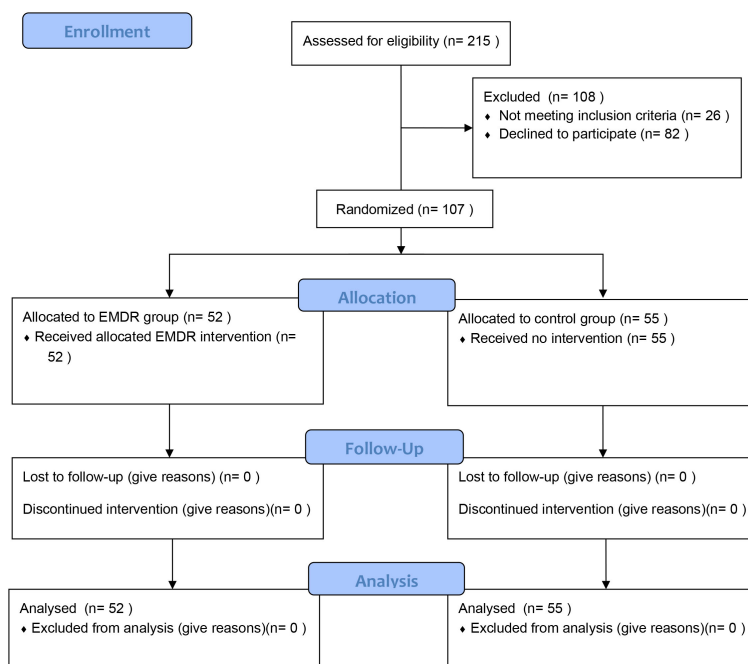 Enrollment
Assessed for eligibility (n= 215 )
Excluded (n= 108 )
♦ Not meeting inclusion criteria (n= 26 )
♦ Declined to participate (n= 82 )
Randomized (n= 107 )
Allocation
Allocated to EMDR group (n= 52 )
♦ Received allocated EMDR intervention (n=
52 )
Allocated to control group (n= 55 )
♦ Received no intervention (n= 55 )
Follow-Up
Lost to follow-up (give reasons) (n= 0 )
Discontinued intervention (give reasons)(n= 0 )
Lost to follow-up (give reasons) (n= 0 )
Discontinued intervention (give reasons)(n= 0 )
Analysis
Analysed (n= 52 )
♦ Excluded from analysis (give reasons)(n= 0 )
Analysed (n= 55 )
♦ Excluded from analysis (give reasons)(n= 0 )